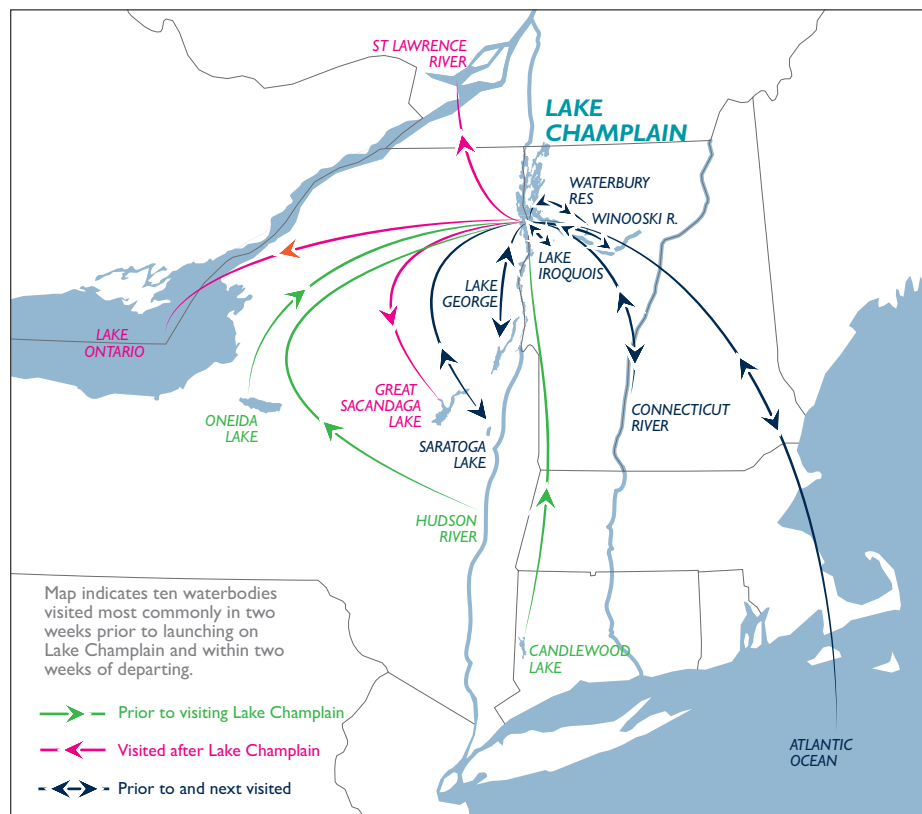 ST LAWRENCE
RIVER
LAKE
CHAMPLAIN
WATERBURY
RES
WINOOSKI R.
LAKE
IROQUOIS
LAKE
GEORGE
LAKE
ONTARIO
GREAT
SACANDAGA
LAKE
ONEIDA
LAKE
CONNECTICUT
RIVER
SARATOGA
LAKE
HUDSON
RIVER
CANDLEWOOD
LAKE
ATLANTIC
OCEAN
Map indicates ten waterbodies
visited most commonly in two
weeks prior to launching on
Lake Champlain and within two
weeks of departing.
Prior to visiting Lake Champlain
Visited after Lake Champlain
Prior to and next visited